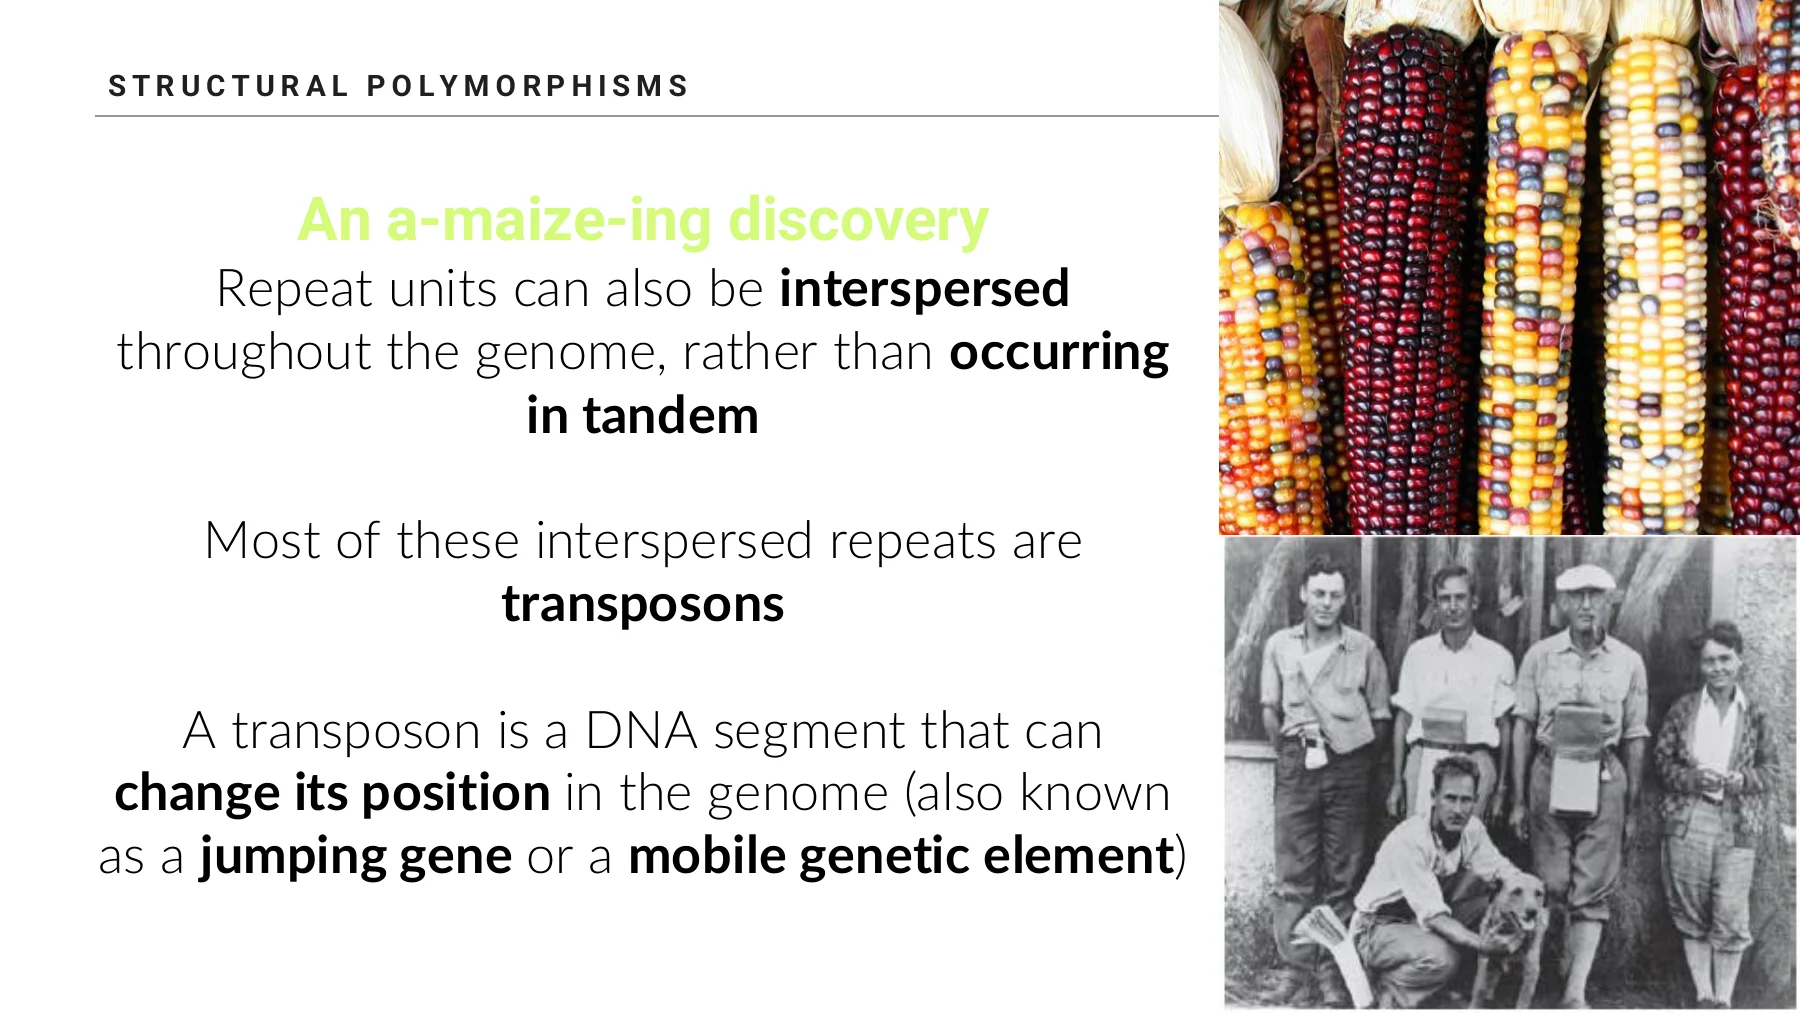 STRUCTURAL POLYMORPHISMS
An a-maize-ing discovery
Repeat units can also be interspersed
throughout the genome, rather than occurring
in tandem
Most of these interspersed repeats are
transposons
A transposon is a DNA segment that can
change its position in the genome (also known
as a jumping gene or a mobile genetic element)